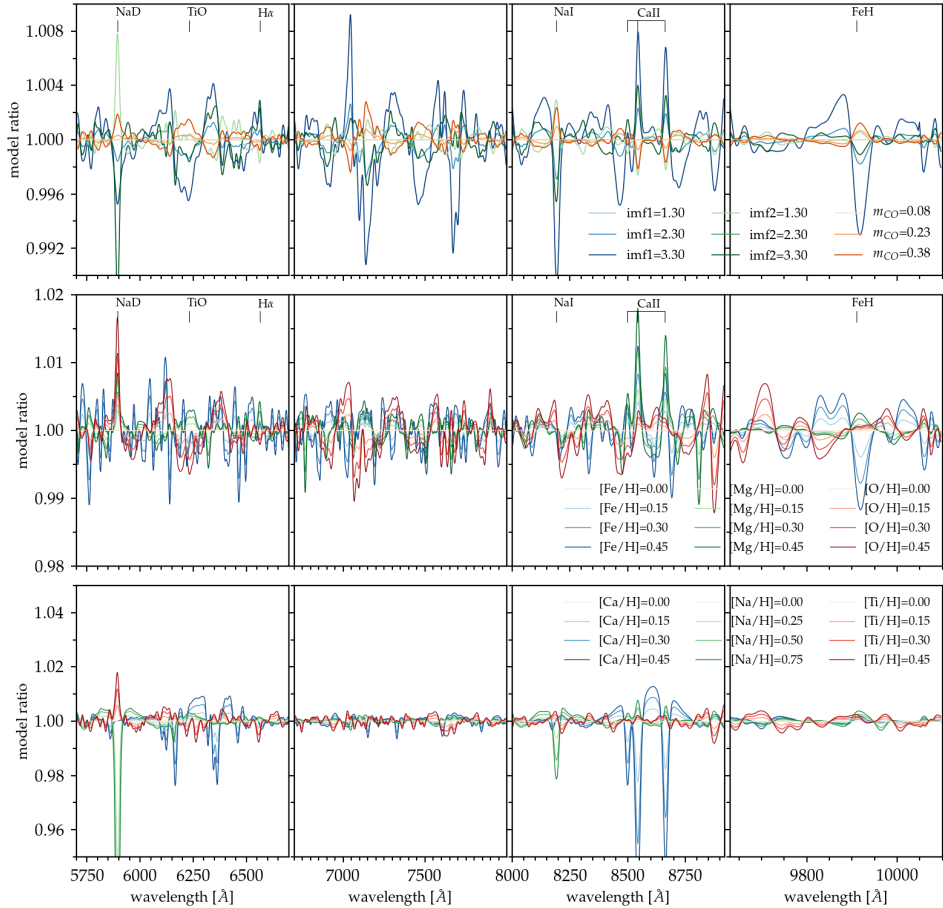 NaD TiO Hα NaI CaII FeH
1.008
1.004
1.000
0.996
0.992
model ratio
imf1=1.30 imf2=1.30 m_CO=0.08
imf1=2.30 imf2=2.30 m_CO=0.23
imf1=3.30 imf2=3.30 m_CO=0.38
1.02
NaD TiO Hα NaI CaII FeH
1.01
1.00
0.99
0.98
model ratio
[Fe/H]=0.00 [Mg/H]=0.00 [O/H]=0.00
[Fe/H]=0.15 [Mg/H]=0.15 [O/H]=0.15
[Fe/H]=0.30 [Mg/H]=0.30 [O/H]=0.30
[Fe/H]=0.45 [Mg/H]=0.45 [O/H]=0.45
1.04
1.02
1.00
0.98
0.96
model ratio
[Ca/H]=0.00 [Na/H]=0.00 [Ti/H]=0.00
[Ca/H]=0.15 [Na/H]=0.25 [Ti/H]=0.15
[Ca/H]=0.30 [Na/H]=0.50 [Ti/H]=0.30
[Ca/H]=0.45 [Na/H]=0.75 [Ti/H]=0.45
5750 6000 6250 6500 7000 7250 7500 7750 8000 8250 8500 8750 9800 10000
wavelength [Å] wavelength [Å] wavelength [Å] wavelength [Å]